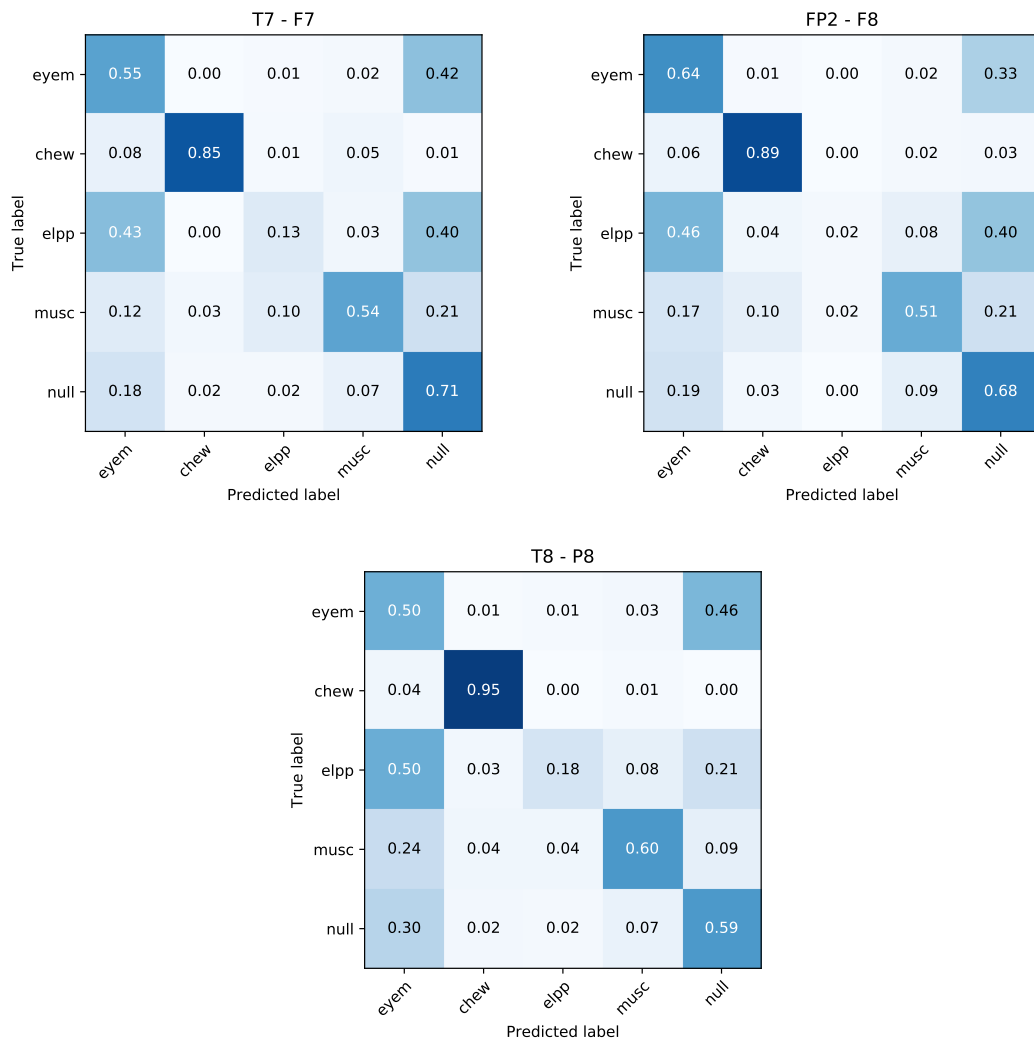 T7 - F7
True label
eyem 0.55 0.00 0.01 0.02 0.42
chew 0.08 0.85 0.01 0.05 0.01
elpp 0.43 0.00 0.13 0.03 0.40
musc 0.12 0.03 0.10 0.54 0.21
null 0.18 0.02 0.02 0.07 0.71
eyem chew elpp musc null
Predicted label
FP2 - F8
True label
eyem 0.64 0.01 0.00 0.02 0.33
chew 0.06 0.89 0.00 0.02 0.03
elpp 0.46 0.04 0.02 0.08 0.40
musc 0.17 0.10 0.02 0.51 0.21
null 0.19 0.03 0.00 0.09 0.68
eyem chew elpp musc null
Predicted label
T8 - P8
True label
eyem 0.50 0.01 0.01 0.03 0.46
chew 0.04 0.95 0.00 0.01 0.00
elpp 0.50 0.03 0.18 0.08 0.21
musc 0.24 0.04 0.04 0.60 0.09
null 0.30 0.02 0.02 0.07 0.59
eyem chew elpp musc null
Predicted label